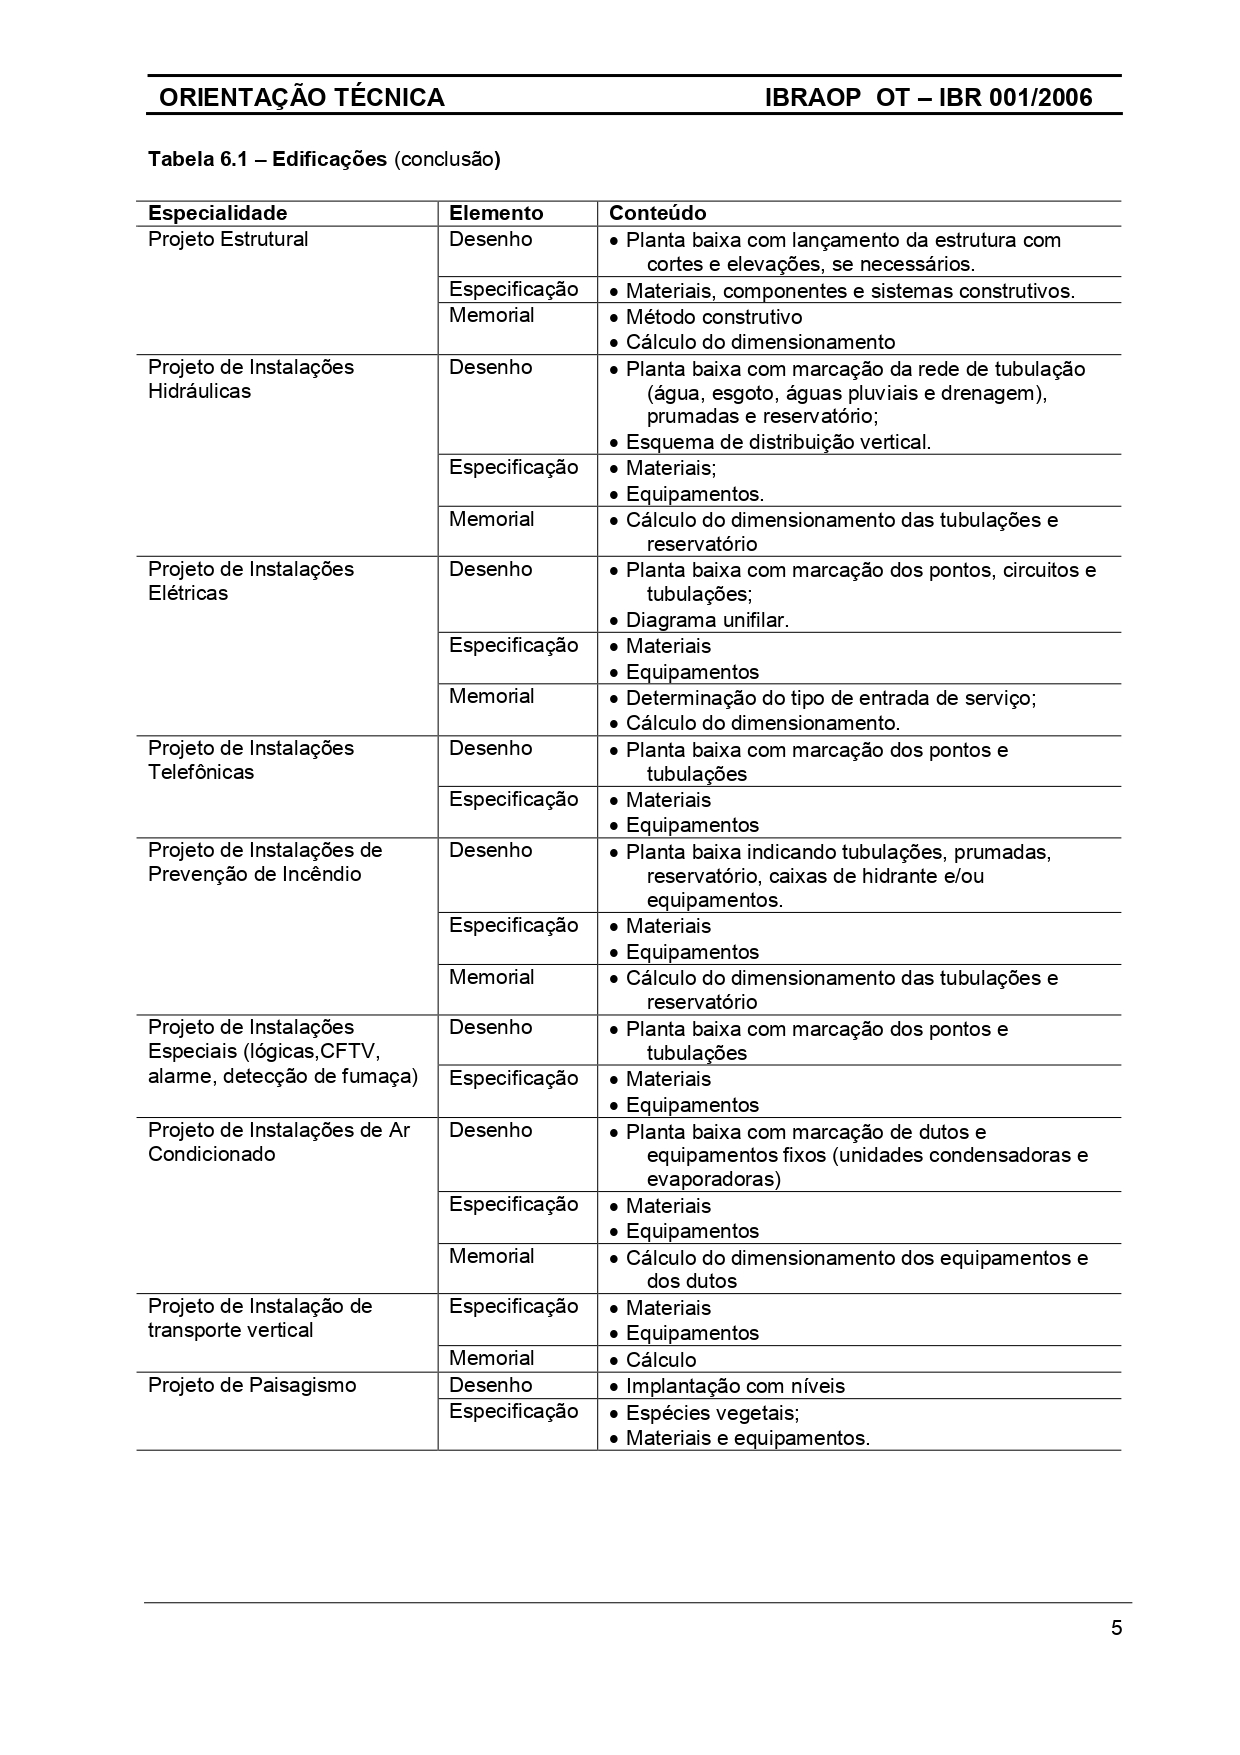 ORIENTAÇÃO TÉCNICA IBRAOP OT – IBR 001/2006
Tabela 6.1 – Edificações (conclusão)
Especialidade Elemento Conteúdo
Projeto Estrutural Desenho • Planta baixa com lançamento da estrutura com
cortes e elevações, se necessários.
Especificação • Materiais, componentes e sistemas construtivos.
Memorial • Método construtivo
• Cálculo do dimensionamento
Projeto de Instalações Desenho • Planta baixa com marcação da rede de tubulação
Hidráulicas (água, esgoto, águas pluviais e drenagem),
prumadas e reservatório;
• Esquema de distribuição vertical.
Especificação • Materiais;
• Equipamentos.
Memorial • Cálculo do dimensionamento das tubulações e
reservatório
Projeto de Instalações Desenho • Planta baixa com marcação dos pontos, circuitos e
Elétricas tubulações;
• Diagrama unifilar.
Especificação • Materiais
• Equipamentos
Memorial • Determinação do tipo de entrada de serviço;
• Cálculo do dimensionamento.
Projeto de Instalações Desenho • Planta baixa com marcação dos pontos e
Telefônicas tubulações
Especificação • Materiais
• Equipamentos
Projeto de Instalações de Desenho • Planta baixa indicando tubulações, prumadas,
Prevenção de Incêndio reservatório, caixas de hidrante e/ou
equipamentos.
Especificação • Materiais
• Equipamentos
Memorial • Cálculo do dimensionamento das tubulações e
reservatório
Projeto de Instalações Desenho • Planta baixa com marcação dos pontos e
Especiais (lógicas,CFTV, tubulações
alarme, detecção de fumaça) Especificação • Materiais
• Equipamentos
Projeto de Instalações de Ar Desenho • Planta baixa com marcação de dutos e
Condicionado equipamentos fixos (unidades condensadoras e
evaporadoras)
Especificação • Materiais
• Equipamentos
Memorial • Cálculo do dimensionamento dos equipamentos e
dos dutos
Projeto de Instalação de Especificação • Materiais
transporte vertical • Equipamentos
Memorial • Cálculo
Projeto de Paisagismo Desenho • Implantação com níveis
Especificação • Espécies vegetais;
• Materiais e equipamentos.
5